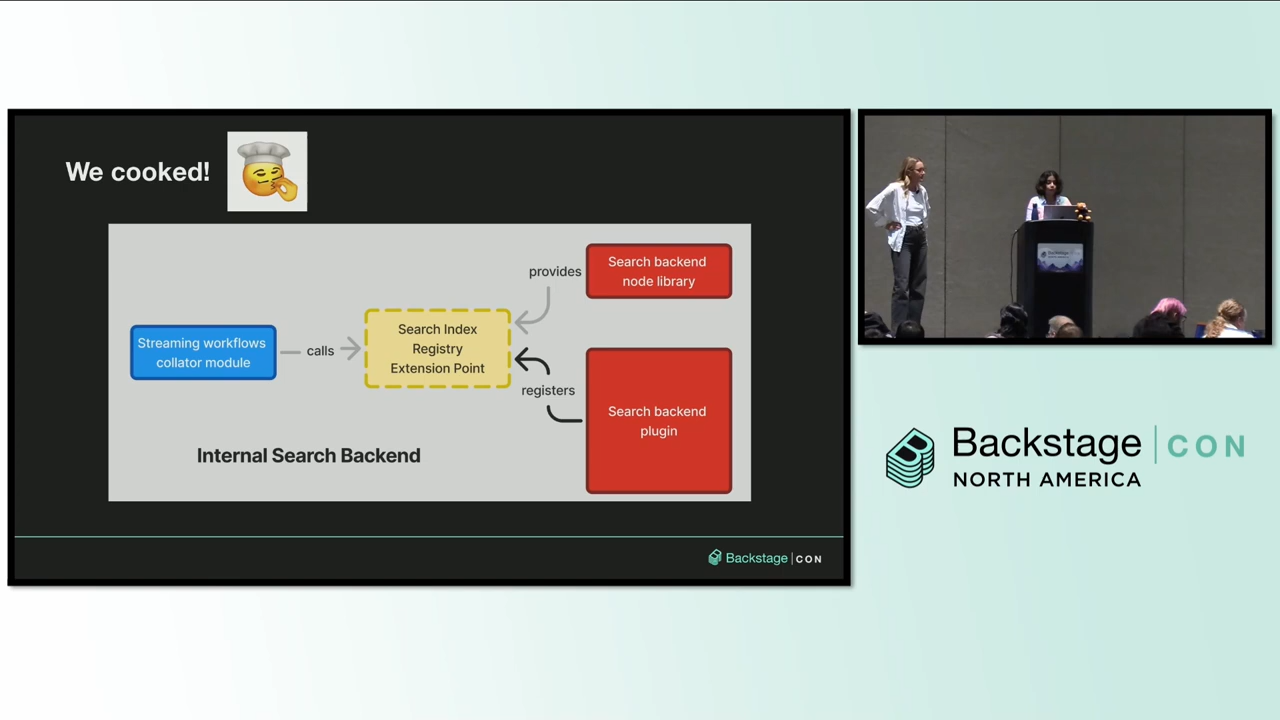 We cooked!
provides
Search backend
node library
Streaming workflows
collator module
calls
Search Index
Registry
Extension Point
registers
Search backend
plugin
Internal Search Backend
Backstage | CON
Backstage | CON
NORTH AMERICA